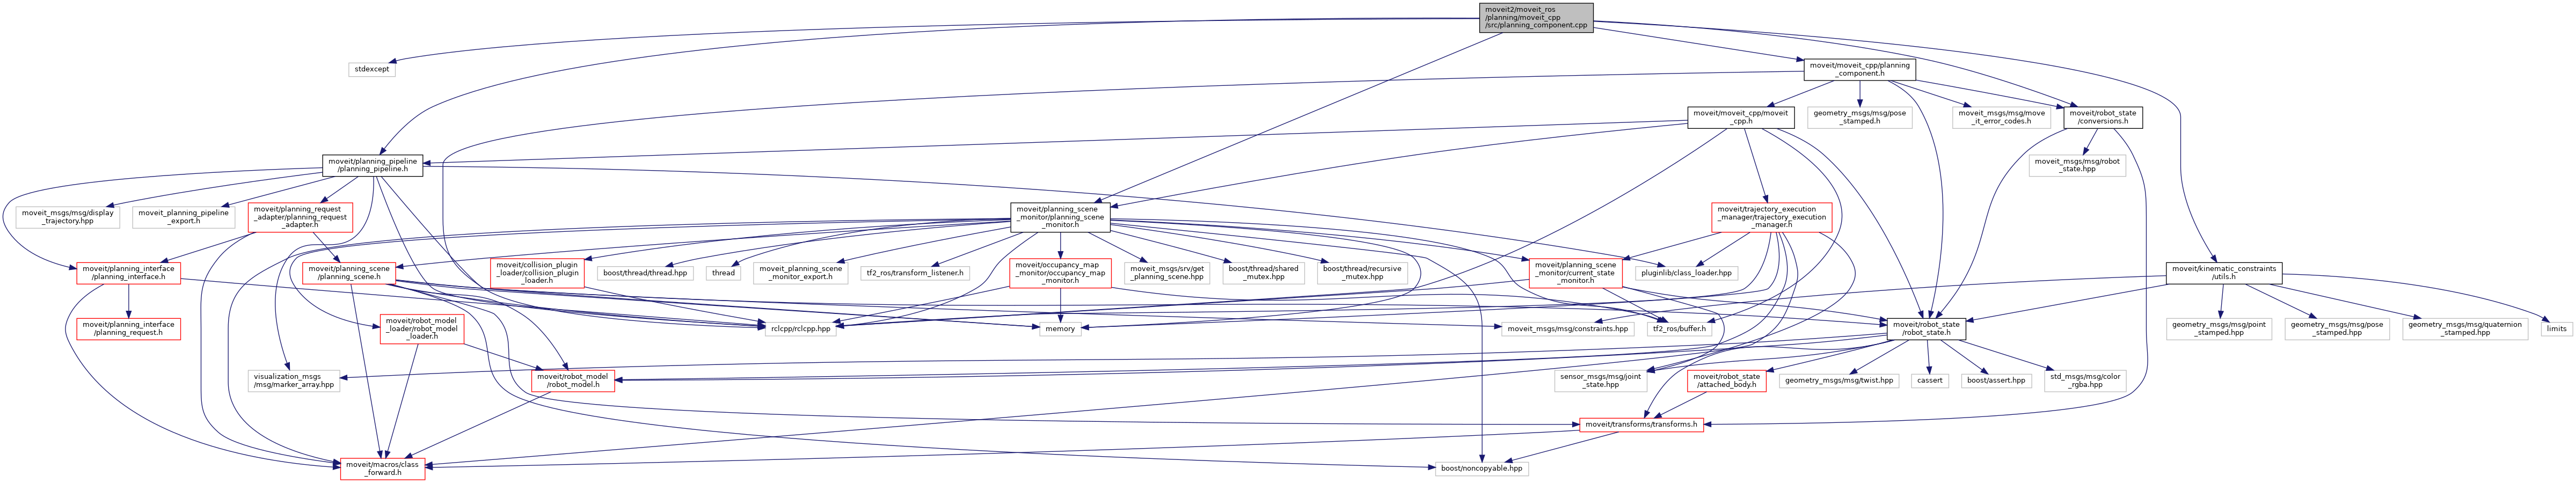 moveit2/moveit_ros
/planning/moveit_cpp
/src/planning_component.cpp
stdexcept
moveit/moveit_cpp/planning
_component.h
moveit/moveit_cpp/moveit
_cpp.h
geometry_msgs/msg/pose
_stamped.h
moveit_msgs/msg/move
_it_error_codes.h
moveit/robot_state
/conversions.h
moveit/planning_pipeline
/planning_pipeline.h
moveit_msgs/msg/robot
_state.hpp
moveit_msgs/msg/display
_trajectory.hpp
moveit_planning_pipeline
_export.h
moveit/planning_request
_adapter/planning_request
_adapter.h
moveit/planning_scene
_monitor/planning_scene
_monitor.h
moveit/trajectory_execution
_manager/trajectory_execution
_manager.h
moveit/planning_interface
/planning_interface.h
moveit/planning_scene
/planning_scene.h
moveit/collision_plugin
_loader/collision_plugin
_loader.h
boost/thread/thread.hpp
thread
moveit_planning_scene
_monitor_export.h
tf2_ros/transform_listener.h
moveit/occupancy_map
_monitor/occupancy_map
_monitor.h
moveit_msgs/srv/get
_planning_scene.hpp
boost/thread/shared
_mutex.hpp
boost/thread/recursive
_mutex.hpp
moveit/planning_scene
_monitor/current_state
_monitor.h
pluginlib/class_loader.hpp
moveit/kinematic_constraints
/utils.h
moveit/planning_interface
/planning_request.h
moveit/robot_model
_loader/robot_model
_loader.h
rclcpp/rclcpp.hpp
memory
moveit_msgs/msg/constraints.hpp
tf2_ros/buffer.h
moveit/robot_state
/robot_state.h
geometry_msgs/msg/point
_stamped.hpp
geometry_msgs/msg/pose
_stamped.hpp
geometry_msgs/msg/quaternion
_stamped.hpp
limits
visualization_msgs
/msg/marker_array.hpp
moveit/robot_model
/robot_model.h
sensor_msgs/msg/joint
_state.hpp
moveit/robot_state
/attached_body.h
geometry_msgs/msg/twist.hpp
cassert
boost/assert.hpp
std_msgs/msg/color
_rgba.hpp
moveit/transforms/transforms.h
moveit/macros/class
_forward.h
boost/noncopyable.hpp